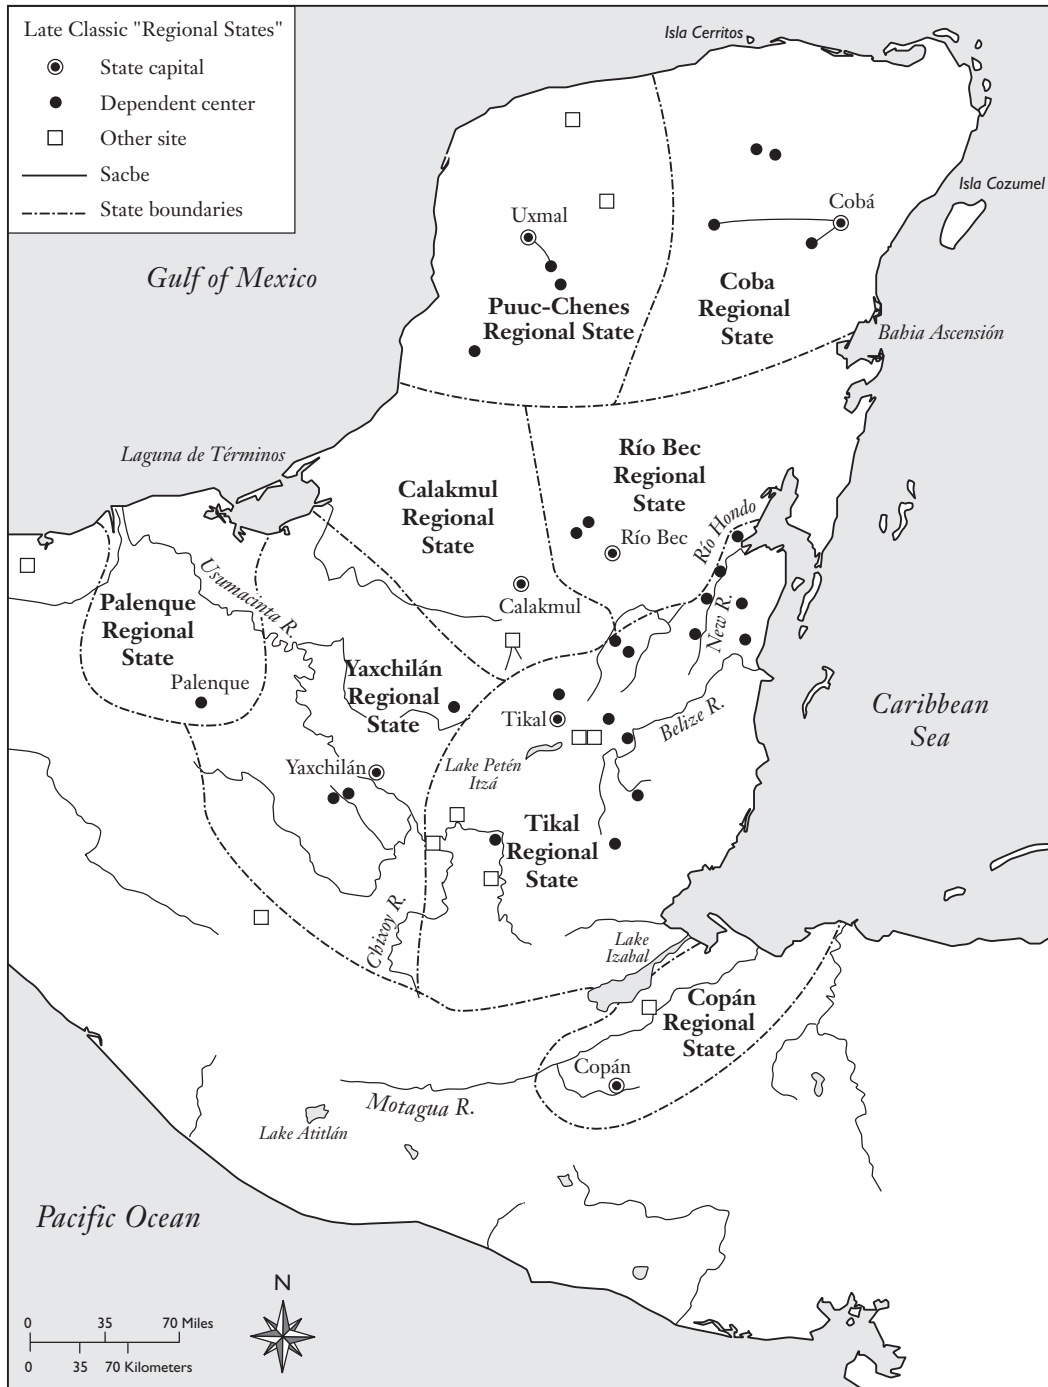 Late Classic "Regional States"
State capital
Dependent center
Other site
Sacbe
State boundaries
Isla Cerritos
Isla Cozumel
Cobá
Uxmal
Gulf of Mexico
Coba
Regional
State
Puuc-Chenes
Regional State
Bahia Ascensión
Laguna de Términos
Río Bec
Regional
State
Calakmul
Regional
State
Río Hondo
Río Bec
Calakmul
Usumacinta R.
Palenque
Regional
State
New R.
Palenque
Yaxchilán
Regional
State
Tikal
Belize R.
Caribbean
Sea
Lake Petén
Itzá
Yaxchilán
Tikal
Regional
State
Chixoy R.
Lake
Izabal
Copán
Regional
State
Copán
Motagua R.
Lake Atitlán
Pacific Ocean
N
0 35 70 Miles
0 35 70 Kilometers